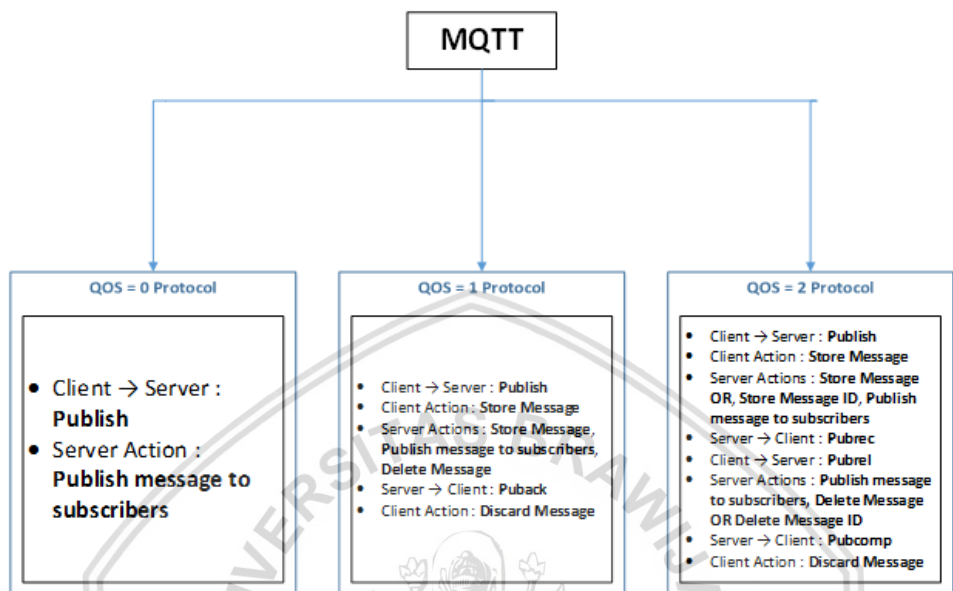 MQTT
QOS = 0 Protocol
• Client → Server :
Publish
• Server Action :
Publish message to
subscribers
QOS = 1 Protocol
• Client → Server : Publish
• Client Action : Store Message
• Server Actions : Store Message,
Publish message to subscribers,
Delete Message
• Server → Client : Puback
• Client Action : Discard Message
QOS = 2 Protocol
• Client → Server : Publish
• Client Action : Store Message
• Server Actions : Store Message
OR, Store Message ID, Publish
message to subscribers
• Server → Client : Pubrec
• Client → Server : Pubrel
• Server Actions : Publish message
to subscribers, Delete Message
OR Delete Message ID
• Server → Client : Pubcomp
• Client Action : Discard Message
VERSITAS BRAWIJ